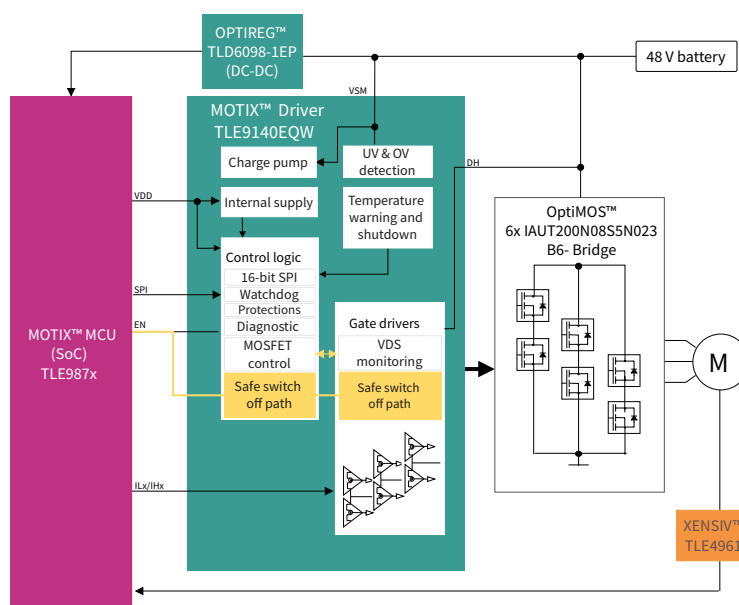 OPTIREG™
TLD6098-1EP
(DC-DC)
48 V battery
VSM
MOTIX™ Driver
TLE9140EQW
Charge pump
UV & OV
detection
DH
VDD
Internal supply
Temperature
warning and
shutdown
OptiMOS™
6x IAUT200N08S5N023
B6- Bridge
Control logic
16-bit SPI
SPI
Watchdog
Protections
EN
Diagnostic
MOSFET
control
Gate drivers
VDS
monitoring
MOTIX™ MCU
(SoC)
TLE987x
Safe switch
off path
Safe switch
off path
M
ILx/IHx
XENSIV™
TLE4961